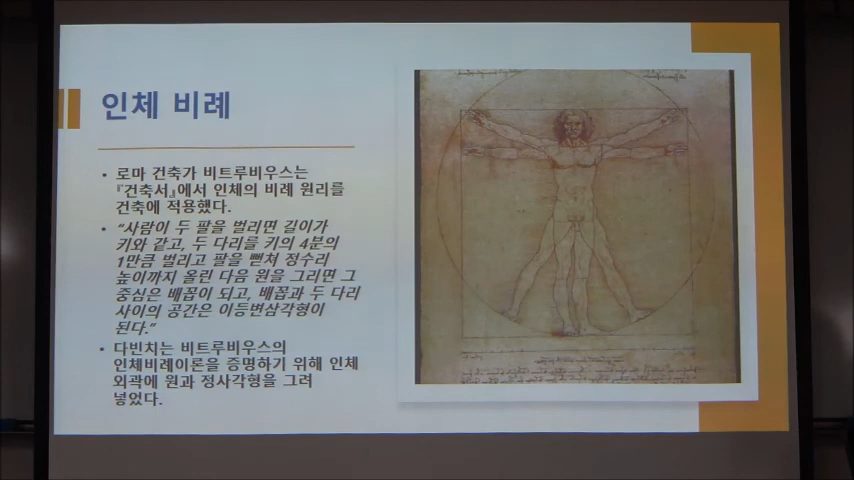 인체 비례
• 로마 건축가 비트루비우스는
『건축서』에서 인체의 비례 원리를
건축에 적용했다.
• “사람이 두 팔을 벌리면 길이가
키와 같고, 두 다리를 키의 4분의
1만큼 벌리고 팔을 뻗쳐 정수리
높이까지 올린 다음 원을 그리면 그
중심은 배꼽이 되고, 배꼽과 두 다리
사이의 공간은 이등변삼각형이
된다.”
• 다빈치는 비트루비우스의
인체비례이론을 증명하기 위해 인체
외곽에 원과 정사각형을 그려
넣었다.